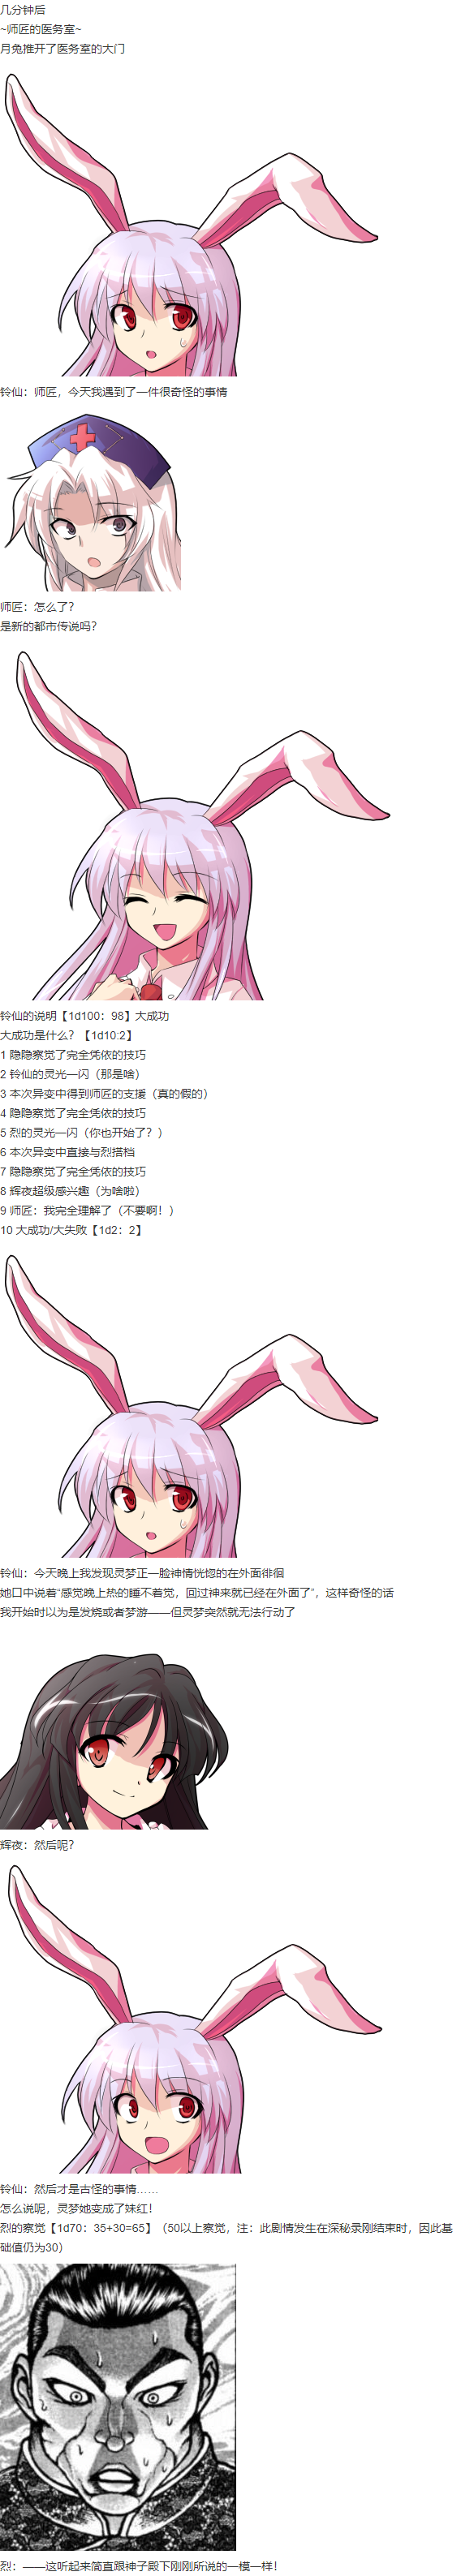 几分钟后
~师匠的医务室~
月兔推开了医务室的大门
铃仙：师匠，今天我遇到了一件很奇怪的事情
师匠：怎么了？
是新的都市传说吗？
铃仙的说明【1d100：98】大成功
大成功是什么？【1d10:2】
1 隐隐察觉了完全凭依的技巧
2 铃仙的灵光一闪（那是啥）
3 本次异变中得到师匠的支援（真的假的）
4 隐隐察觉了完全凭依的技巧
5 烈的灵光一闪（你也开始了？）
6 本次异变中直接与烈搭档
7 隐隐察觉了完全凭依的技巧
8 辉夜超级感兴趣（为啥啦）
9 师匠：我完全理解了（不要啊！）
10 大成功/大失败【1d2：2】
铃仙：今天晚上我发现灵梦正一脸神情恍惚的在外面徘徊
她口中说着“感觉晚上热的睡不着觉，回过神来就已经在外面了”，这样奇怪的话
我开始时以为是发烧或者梦游——但灵梦突然就无法行动了
辉夜：然后呢？
铃仙：然后才是古怪的事情……
怎么说呢，灵梦她变成了妹红！
烈的察觉【1d70：35+30=65】（50以上察觉，注：此剧情发生在深秘录刚结束时，因此基
础值仍为30）
烈：——这听起来简直跟神子殿下刚刚所说的一模一样！